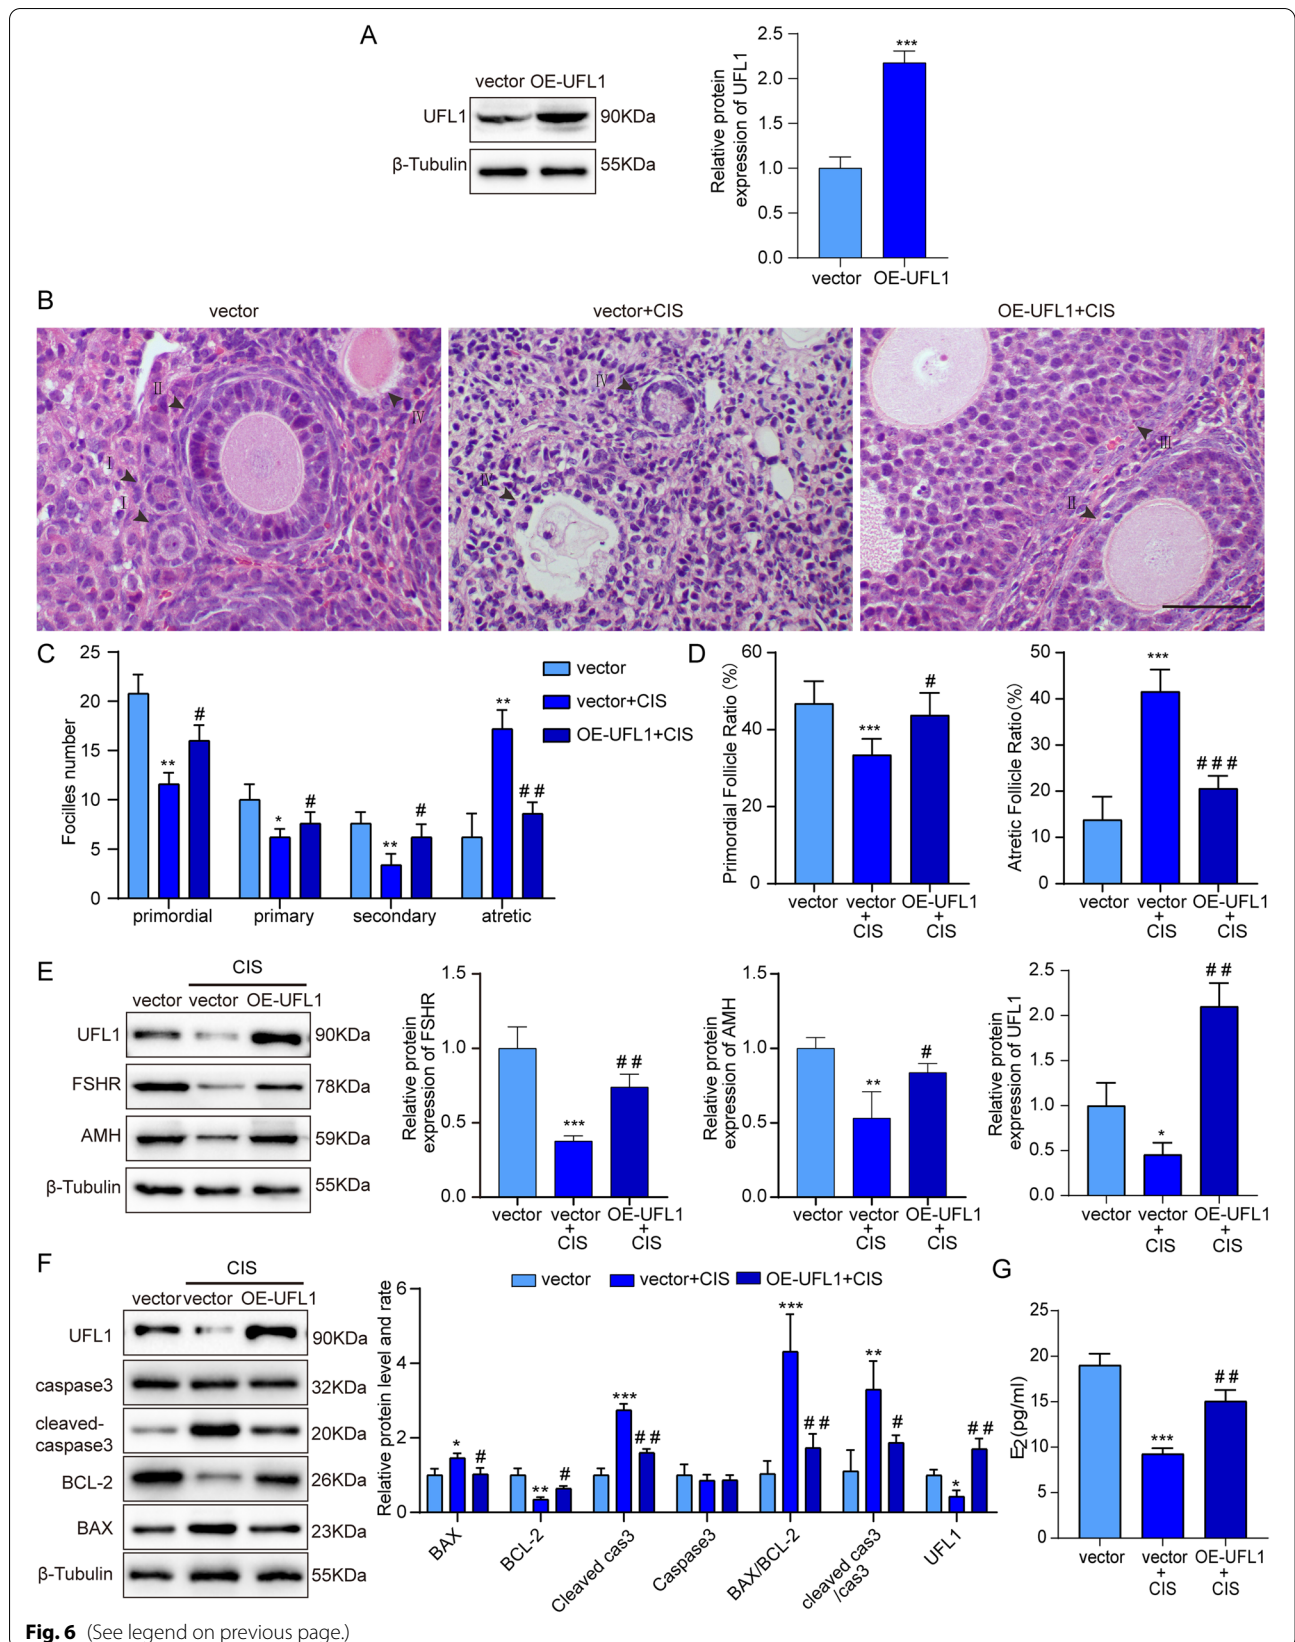 A
vector OE-UFL1
UFL1 90KDa
β-Tubulin 55KDa
Relative protein
expression of UFL1
2.5
2.0
1.5
1.0
0.5
0.0
***
vector OE-UFL1
B
vector vector+CIS OE-UFL1+CIS
II
IV
I
I
IV
IV
III
II
C
Focilles number
25
20
15
10
5
0
** #
* #
** #
** ##
primordial primary secondary atretic
vector
vector+CIS
OE-UFL1+CIS
D
Primordial Follicle Ratio (%)
60
40
20
0
*** #
vector vector OE-UFL1
+ +
CIS CIS
Atretic Follicle Ratio(%)
50
40
30
20
10
0
*** ###
vector vector OE-UFL1
+ +
CIS CIS
E
CIS
vector vector OE-UFL1
UFL1 90KDa
FSHR 78KDa
AMH 59KDa
β-Tubulin 55KDa
Relative protein
expression of FSHR
1.5
1.0
0.5
0.0
*** ##
vector vector OE-UFL1
+ +
CIS CIS
Relative protein
expression of AMH
1.5
1.0
0.5
0.0
** #
vector vector OE-UFL1
+ +
CIS CIS
Relative protein
expression of UFL1
2.5
2.0
1.5
1.0
0.5
0.0
* ##
vector vector OE-UFL1
+ +
CIS CIS
F
CIS
vector vector OE-UFL1
UFL1 90KDa
caspase3 32KDa
cleaved-
caspase3 20KDa
BCL-2 26KDa
BAX 23KDa
β-Tubulin 55KDa
vector vector+CIS OE-UFL1+CIS
Relative protein level and rate
6
4
2
0
* #
** #
*** ##
*** ##
** #
* ##
BAX
BCL-2
Cleaved cas3
Caspase3
BAX/BCL-2
cleaved cas3
/cas3
UFL1
G
E2(pg/ml)
25
20
15
10
5
0
*** ##
vector vector OE-UFL1
+ +
CIS CIS
Fig. 6 (See legend on previous page.)